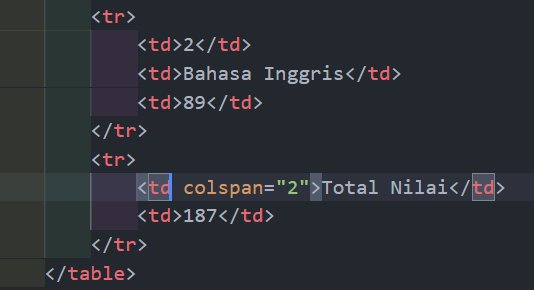 <tr>
<td>2</td>
<td>Bahasa Inggris</td>
<td>89</td>
</tr>
<tr>
<td colspan="2">Total Nilai</td>
<td>187</td>
</tr>
</table>